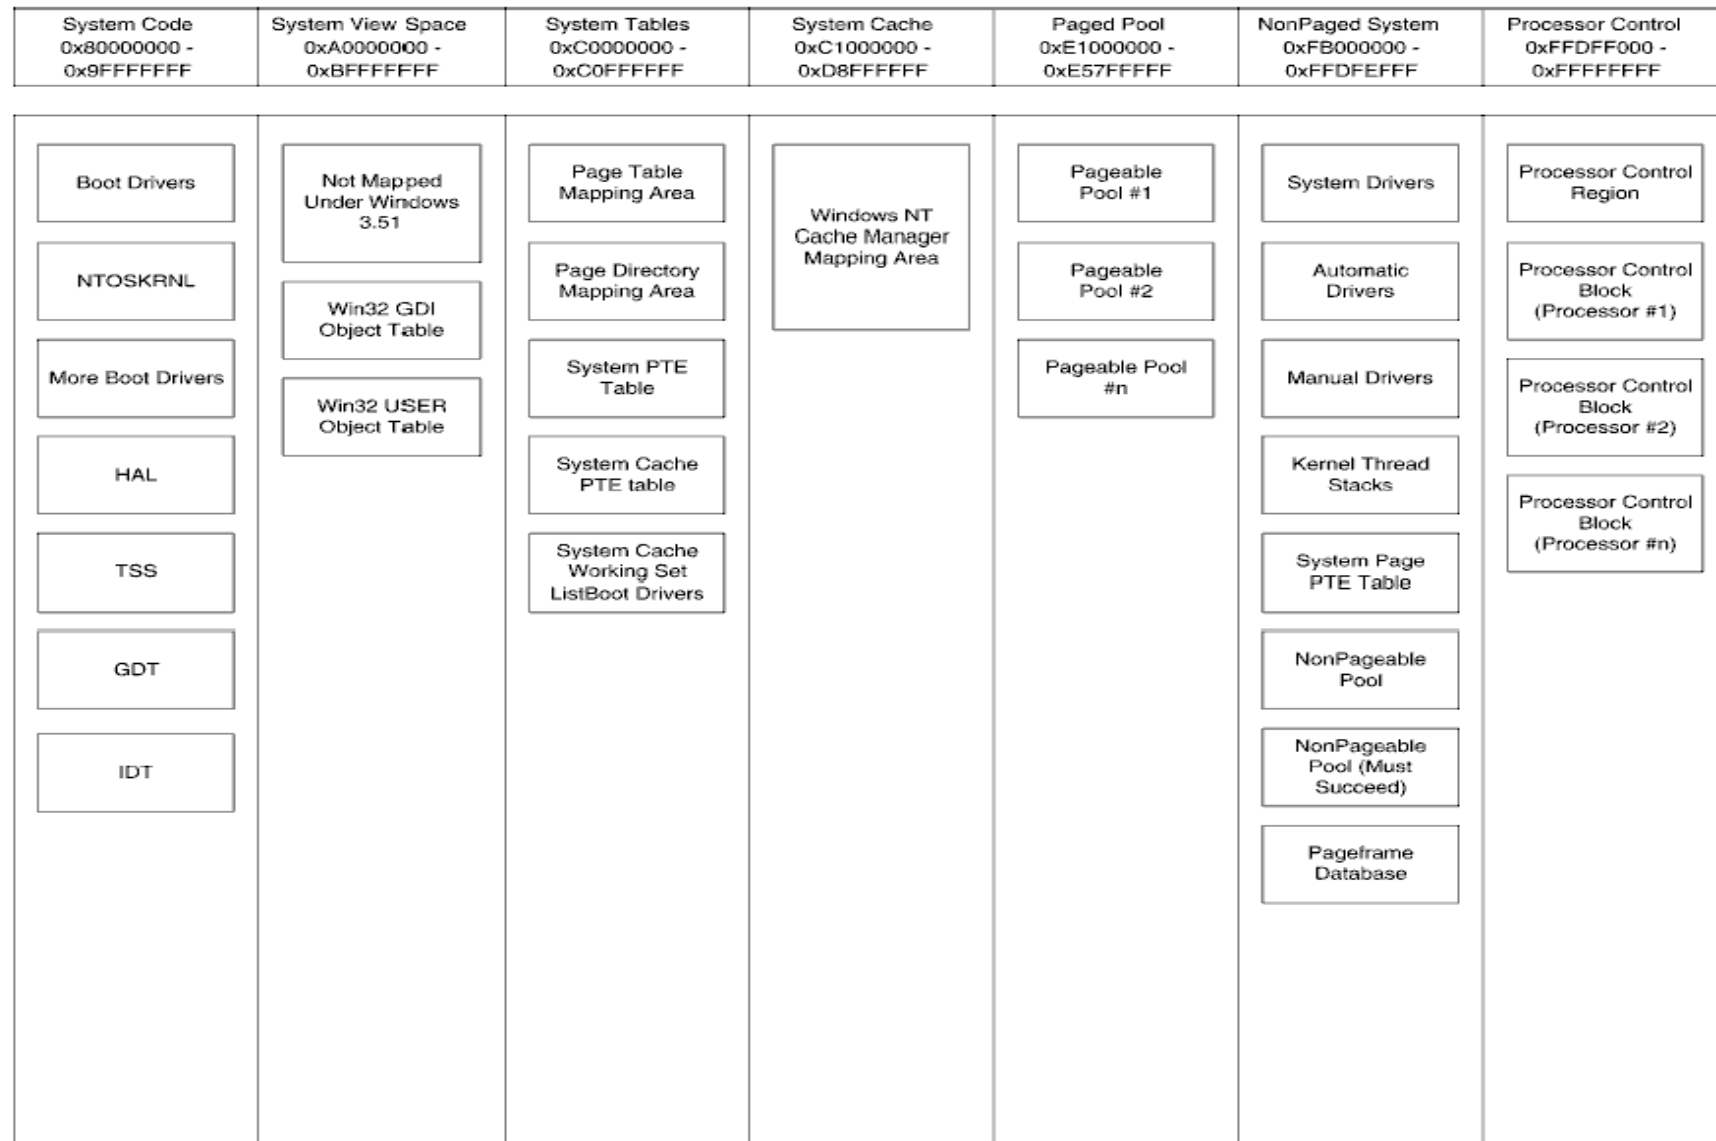 System Code
0x80000000 -
0x9FFFFFFF
System View Space
0xA0000000 -
0xBFFFFFFF
System Tables
0xC0000000 -
0xC0FFFFFF
System Cache
0xC1000000 -
0xD8FFFFFF
Paged Pool
0xE1000000 -
0xE57FFFFF
NonPaged System
0xFB000000 -
0xFFDFEFFF
Processor Control
0xFFDFF000 -
0xFFFFFFFF
Boot Drivers
NTOSKRNL
More Boot Drivers
HAL
TSS
GDT
IDT
Not Mapped
Under Windows
3.51
Win32 GDI
Object Table
Win32 USER
Object Table
Page Table
Mapping Area
Page Directory
Mapping Area
System PTE
Table
System Cache
PTE table
System Cache
Working Set
ListBoot Drivers
Windows NT
Cache Manager
Mapping Area
Pageable
Pool #1
Pageable
Pool #2
Pageable Pool
#n
System Drivers
Automatic
Drivers
Manual Drivers
Kernel Thread
Stacks
System Page
PTE Table
NonPageable
Pool
NonPageable
Pool (Must
Succeed)
Pageframe
Database
Processor Control
Region
Processor Control
Block
(Processor #1)
Processor Control
Block
(Processor #2)
Processor Control
Block
(Processor #n)